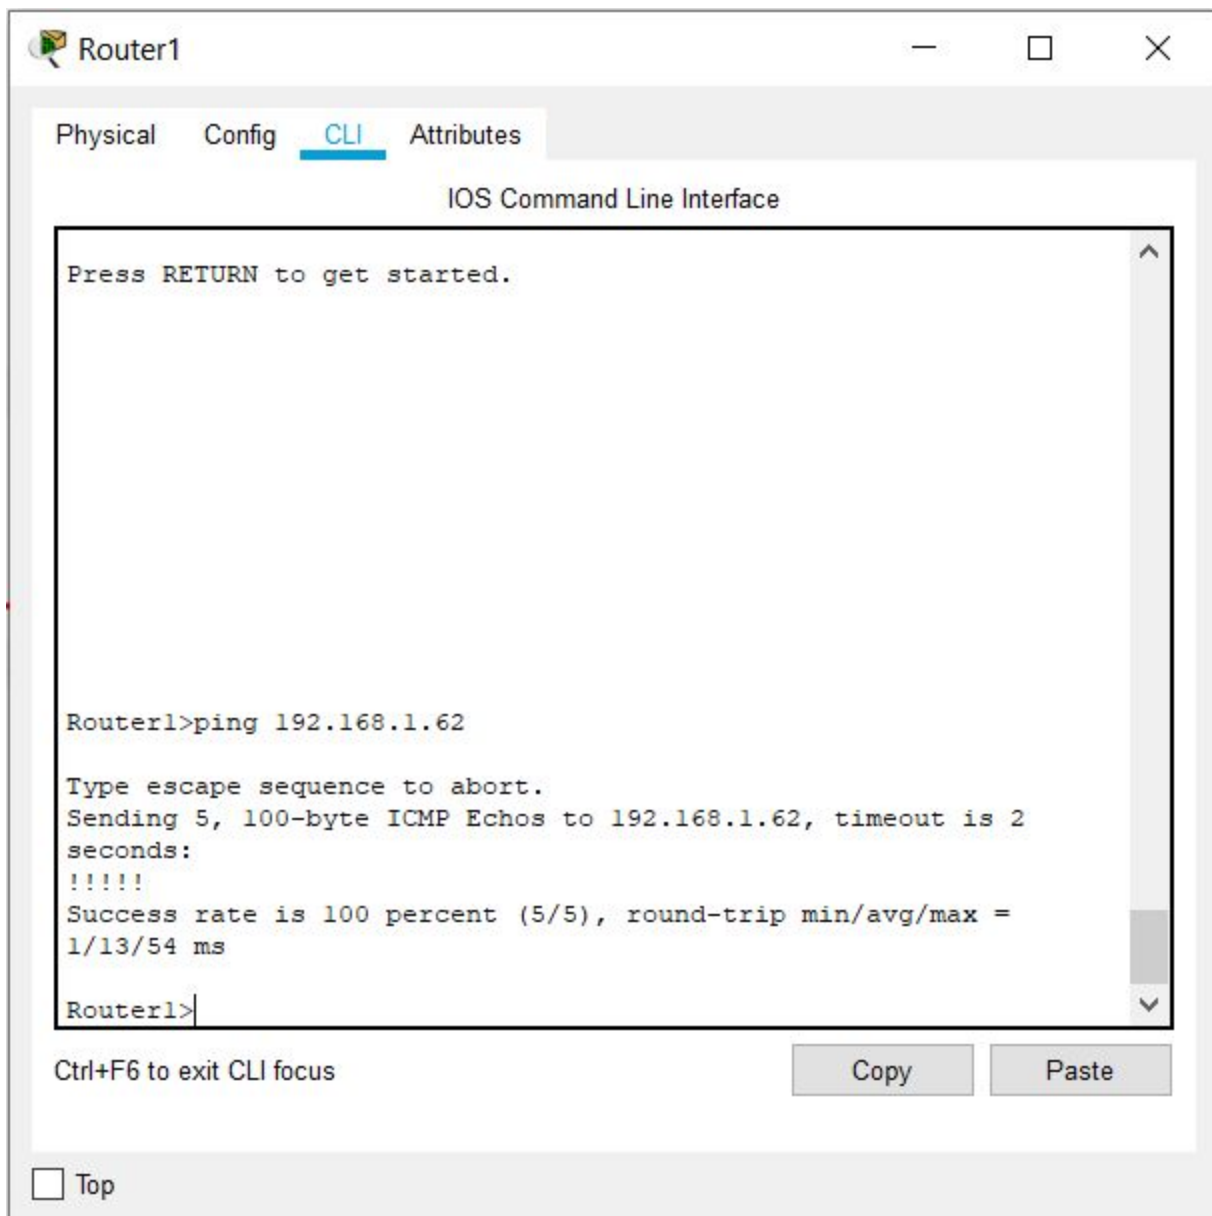 Router1
Physical Config CLI Attributes
IOS Command Line Interface
Press RETURN to get started.
Router1>ping 192.168.1.62
Type escape sequence to abort.
Sending 5, 100-byte ICMP Echos to 192.168.1.62, timeout is 2
seconds:
!!!!!
Success rate is 100 percent (5/5), round-trip min/avg/max =
1/13/54 ms
Router1>
Ctrl+F6 to exit CLI focus
Copy Paste
Top